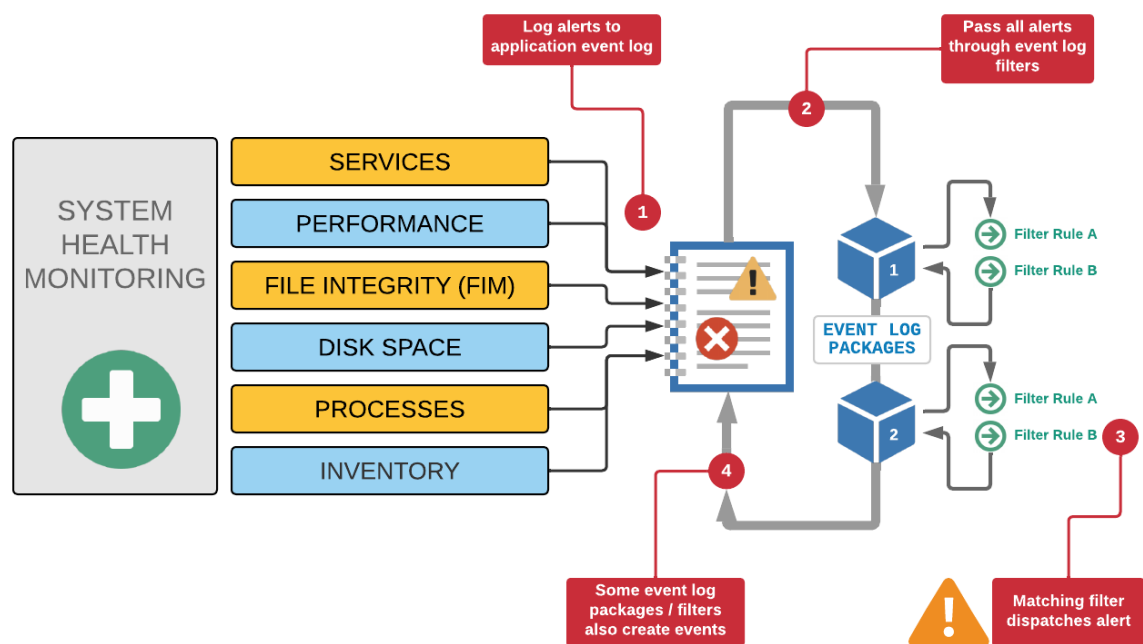 Log alerts to
application event log
Pass all alerts
through event log
filters
1
2
SYSTEM
HEALTH
MONITORING
SERVICES
PERFORMANCE
FILE INTEGRITY (FIM)
DISK SPACE
PROCESSES
INVENTORY
1
Filter Rule A
Filter Rule B
EVENT LOG
PACKAGES
2
Filter Rule A
Filter Rule B
3
4
Some event log
packages / filters
also create events
Matching filter
dispatches alert